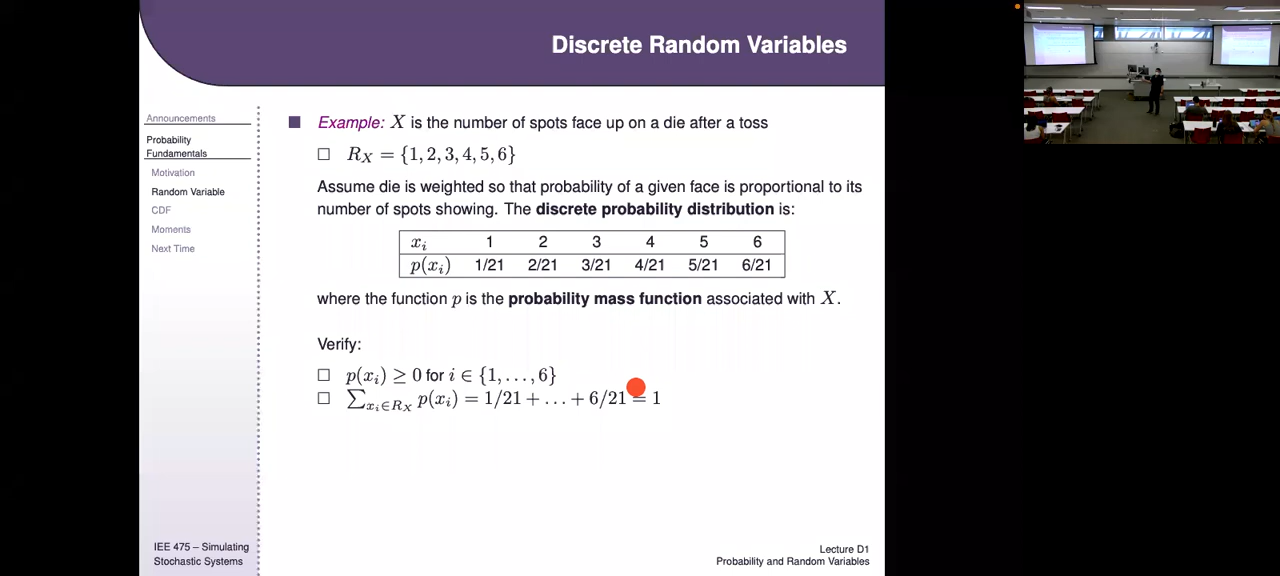 Discrete Random Variables
Announcements
Probability
Fundamentals
Motivation
Random Variable
CDF
Moments
Next Time
■ Example: X is the number of spots face up on a die after a toss
□ R_X = {1, 2, 3, 4, 5, 6}
Assume die is weighted so that probability of a given face is proportional to its
number of spots showing. The discrete probability distribution is:
x_i 1 2 3 4 5 6
p(x_i) 1/21 2/21 3/21 4/21 5/21 6/21
where the function p is the probability mass function associated with X.
Verify:
□ p(x_i) ≥ 0 for i ∈ {1, . . . , 6}
□ ∑_{x_i∈R_X} p(x_i) = 1/21 + . . . + 6/21 = 1
IEE 475 – Simulating
Stochastic Systems
Lecture D1
Probability and Random Variables